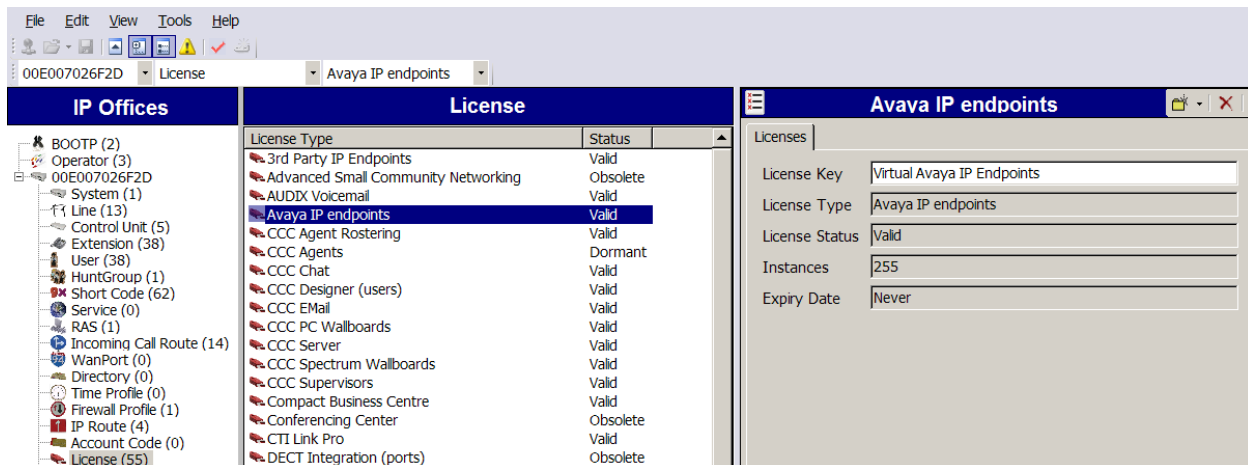 File Edit View Tools Help
00E007026F2D License Avaya IP endpoints
IP Offices
BOOTP (2)
Operator (3)
00E007026F2D
System (1)
Line (13)
Control Unit (5)
Extension (38)
User (38)
HuntGroup (1)
Short Code (62)
Service (0)
RAS (1)
Incoming Call Route (14)
WanPort (0)
Directory (0)
Time Profile (0)
Firewall Profile (1)
IP Route (4)
Account Code (0)
License (55)
License
License Type Status
3rd Party IP Endpoints Valid
Advanced Small Community Networking Obsolete
AUDIX Voicemail Valid
Avaya IP endpoints Valid
CCC Agent Rostering Valid
CCC Agents Dormant
CCC Chat Valid
CCC Designer (users) Valid
CCC EMail Valid
CCC PC Wallboards Valid
CCC Server Valid
CCC Spectrum Wallboards Valid
CCC Supervisors Valid
Compact Business Centre Valid
Conferencing Center Obsolete
CTI Link Pro Valid
DECT Integration (ports) Obsolete
Avaya IP endpoints
Licenses
License Key Virtual Avaya IP Endpoints
License Type Avaya IP endpoints
License Status Valid
Instances 255
Expiry Date Never